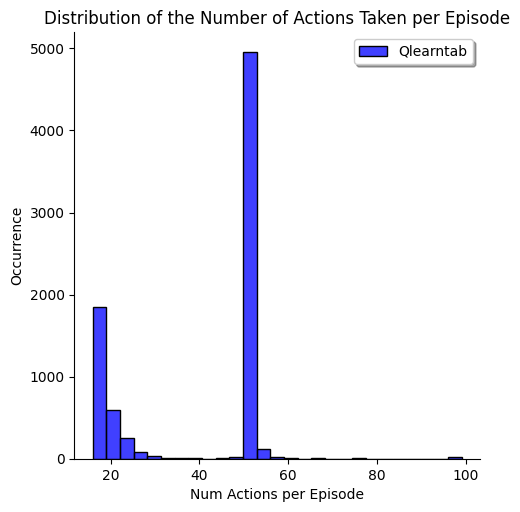 Distribution of the Number of Actions Taken per Episode
Qlearntab
5000
4000
3000
2000
1000
0
Occurrence
20 40 60 80 100
Num Actions per Episode